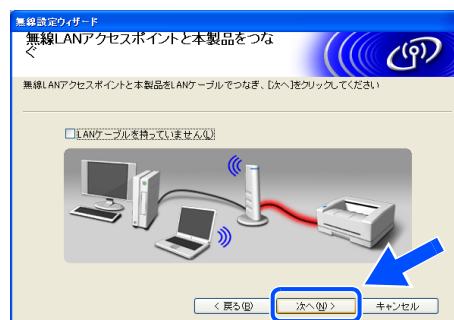 無線設定ウィザード
無線LANアクセスポイントと本製品をつな
ぐ
無線LANアクセスポイントと本製品をLANケーブルでつなぎ、[次へ]をクリックしてください
LANケーブルを持っていません(L)
< 戻る(B)
次へ(N) >
キャンセル